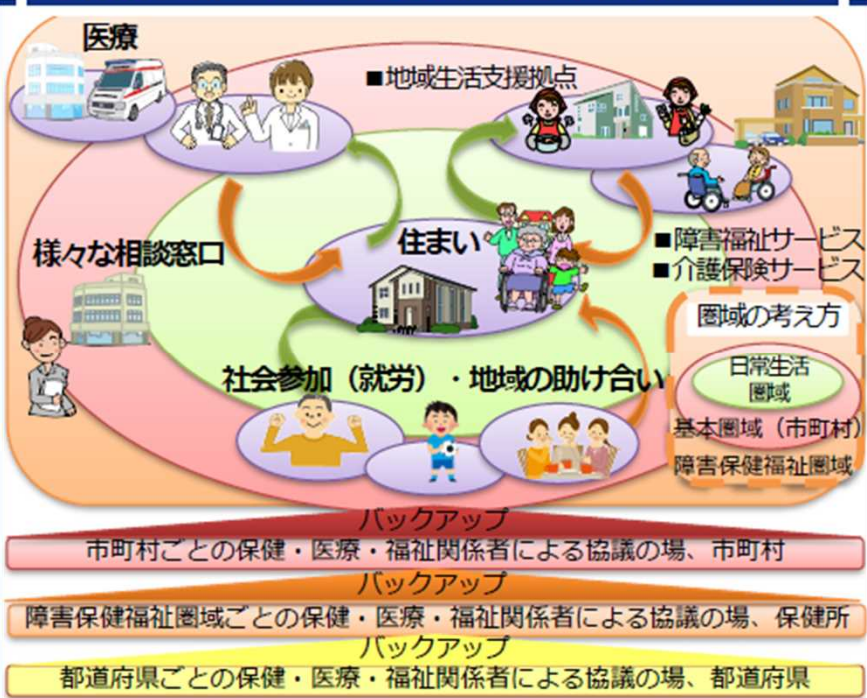 医療
■地域生活支援拠点
様々な相談窓口
住まい
■障害福祉サービス
■介護保険サービス
社会参加（就労）・地域の助け合い
圏域の考え方
日常生活
圏域
基本圏域（市町村）
障害保健福祉圏域
バックアップ
市町村ごとの保健・医療・福祉関係者による協議の場、市町村
バックアップ
障害保健福祉圏域ごとの保健・医療・福祉関係者による協議の場、保健所
バックアップ
都道府県ごとの保健・医療・福祉関係者による協議の場、都道府県